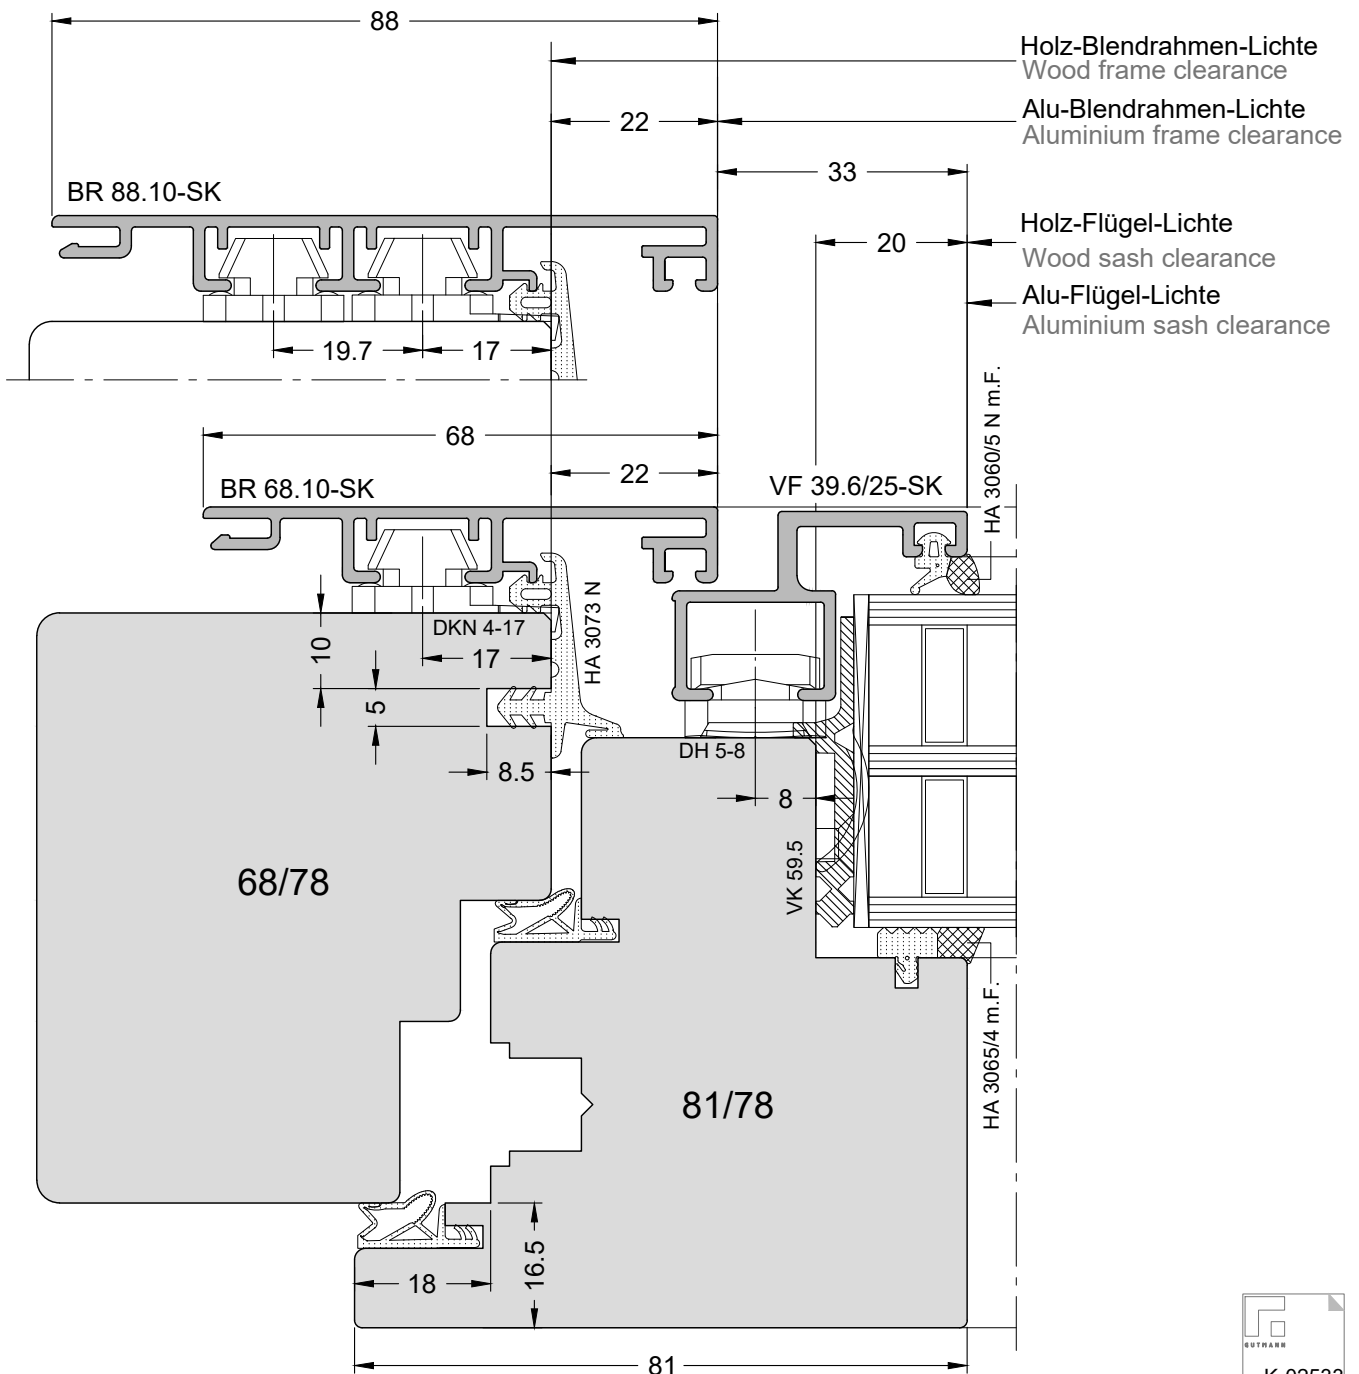 88
Holz-Blendrahmen-Lichte
Wood frame clearance
22
Alu-Blendrahmen-Lichte
Aluminium frame clearance
33
BR 88.10-SK
20
Holz-Flügel-Lichte
Wood sash clearance
Alu-Flügel-Lichte
Aluminium sash clearance
19.7
17
HA 3060/5 N m.F.
68
22
BR 68.10-SK
VF 39.6/25-SK
HA 3073 N
DKN 4-17
10
17
5
DH 5-8
8.5
8
VK 59.5
68/78
HA 3065/4 m.F.
81/78
16.5
18
81
GUTMANN